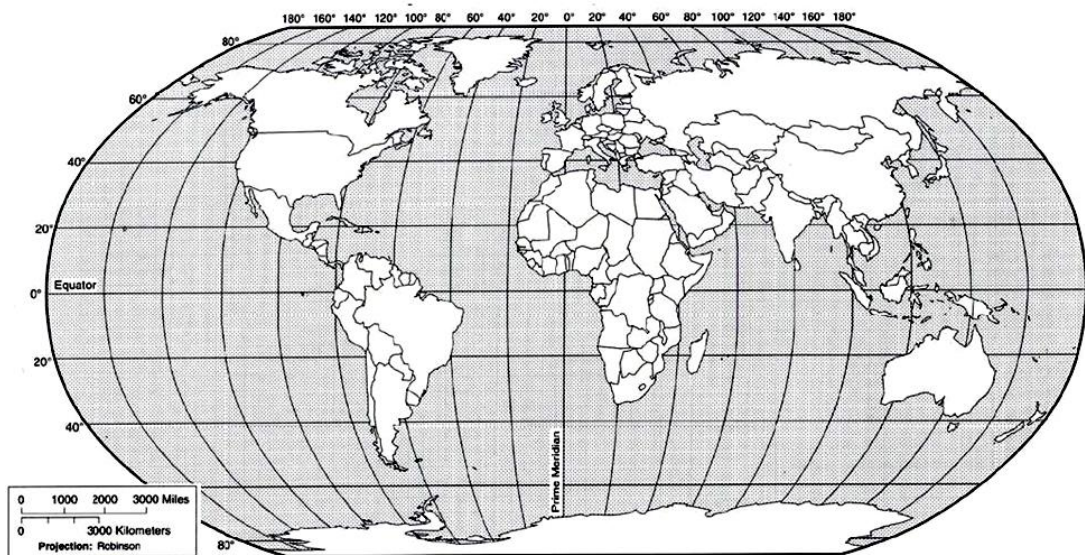 180° 160° 140° 120° 100° 80° 60° 40° 20° 0° 20° 40° 60° 80° 100° 120° 140° 160° 180°
80°
60°
40°
20°
Equator
0°
20°
40°
Prime Meridian
0 1000 2000 3000 Miles
0 3000 Kilometers
Projection: Robinson
80°